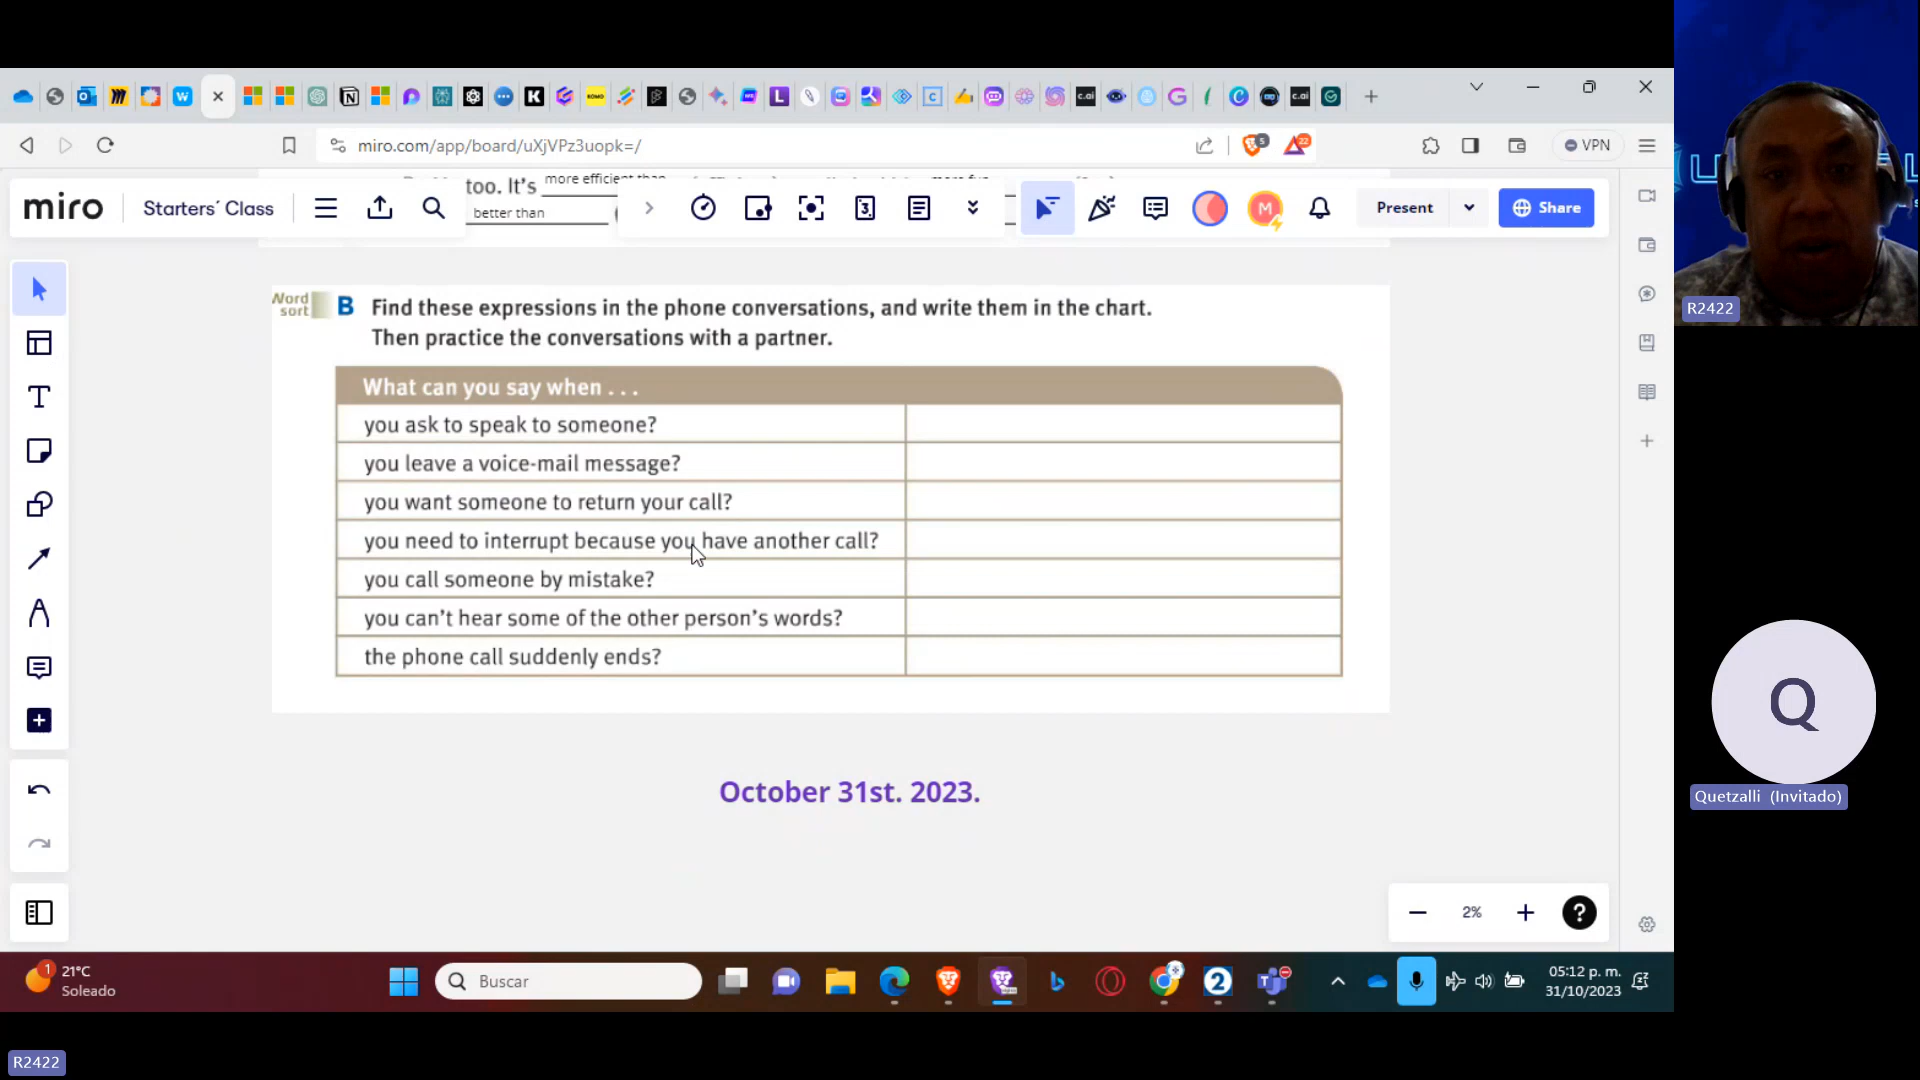 miro.com/app/board/uXjVPz3uopk=/
VPN
too. It's more efficient than
better than
miro
Starters´ Class
Present
Share
Word sort B Find these expressions in the phone conversations, and write them in the chart.
Then practice the conversations with a partner.
What can you say when . . .
you ask to speak to someone?
you leave a voice-mail message?
you want someone to return your call?
you need to interrupt because you have another call?
you call someone by mistake?
you can't hear some of the other person's words?
the phone call suddenly ends?
October 31st. 2023.
2%
21°C
Soleado
Buscar
05:12 p. m.
31/10/2023
R2422
Q
Quetzalli (Invitado)
R2422